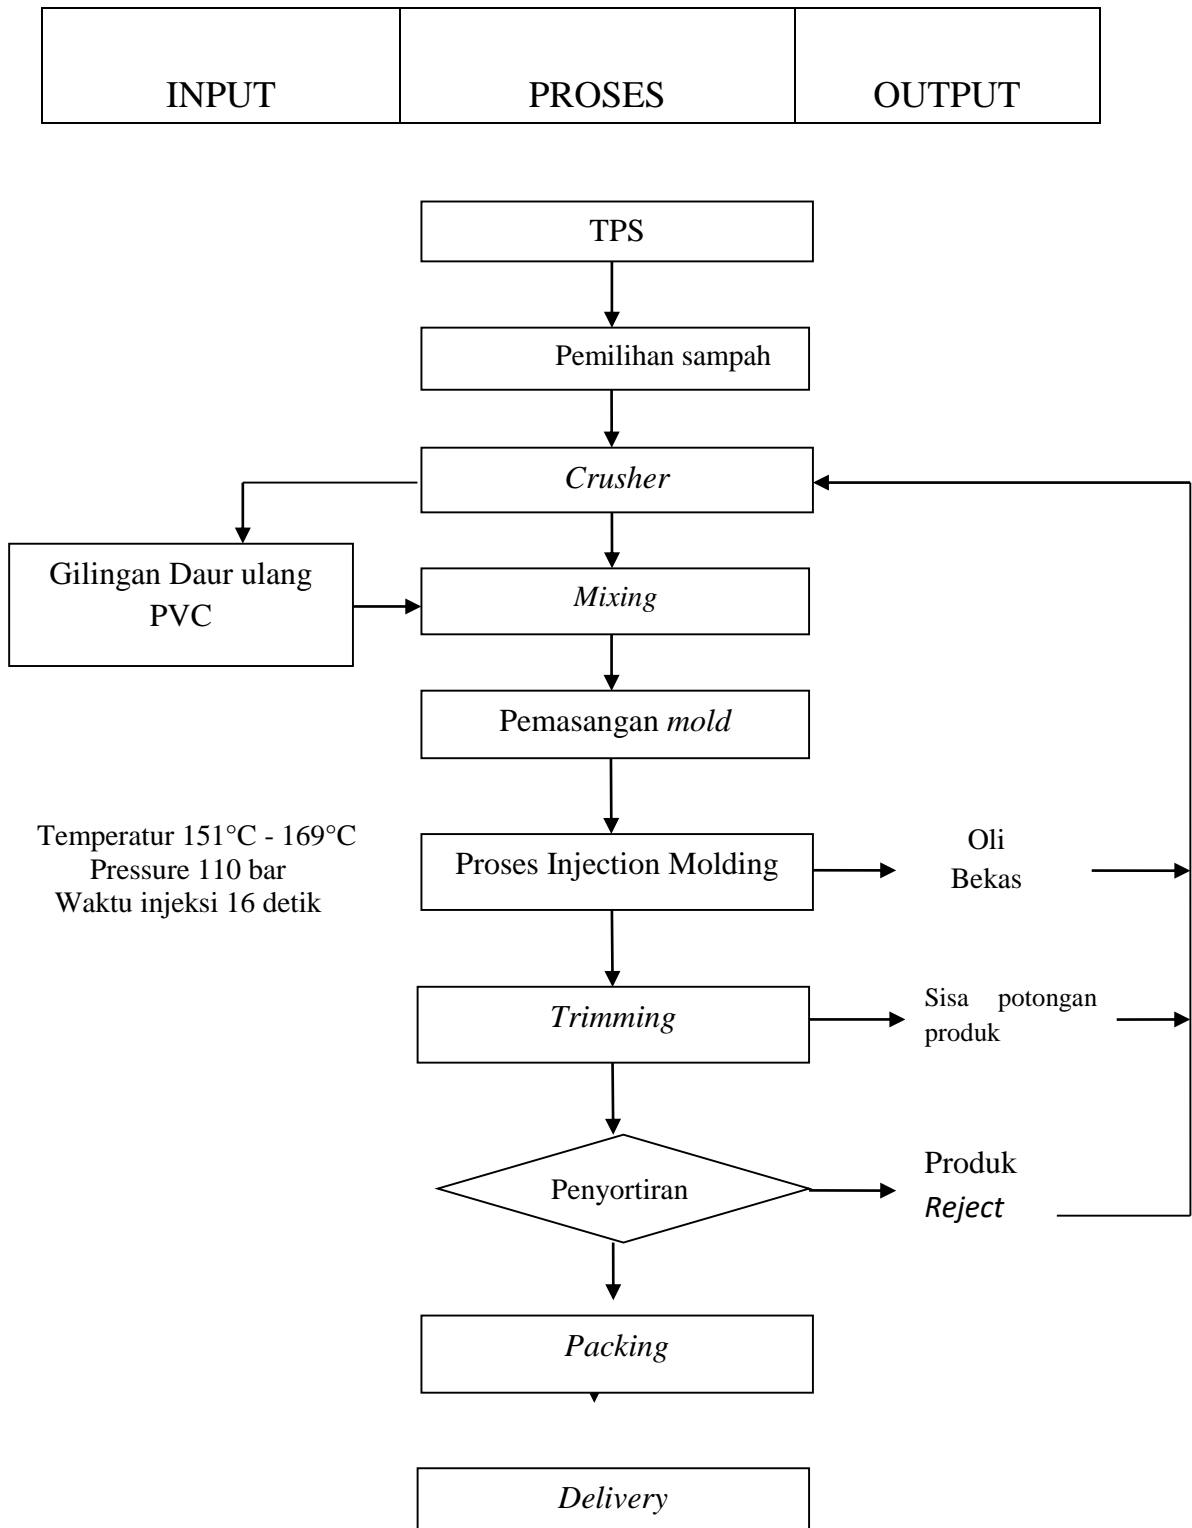 INPUT
PROSES
OUTPUT
TPS
Pemilihan sampah
Crusher
Gilingan Daur ulang
PVC
Mixing
Pemasangan mold
Temperatur 151°C - 169°C
Pressure 110 bar
Waktu injeksi 16 detik
Proses Injection Molding
Oli
Bekas
Trimming
Sisa potongan
produk
Penyortiran
Produk
Reject
Packing
Delivery